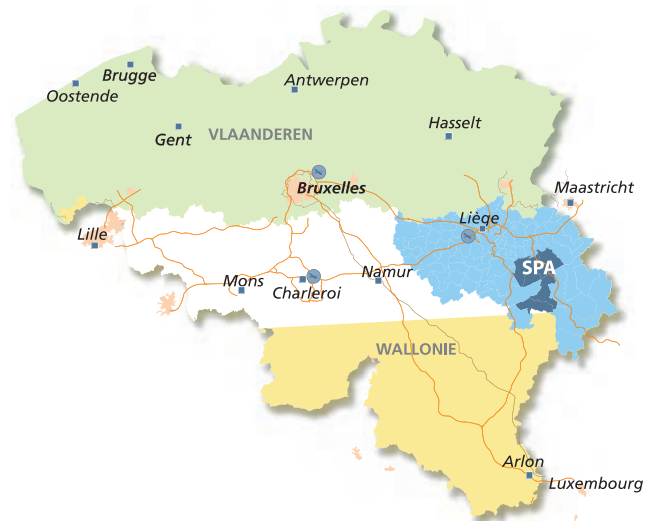 Antwerpen
Brugge
Oostende
Gent
VLAANDEREN
Hasselt
Bruxelles
Maastricht
Liège
Lille
SPA
Namur
Mons
Charleroi
WALLONIE
Arlon
Luxembourg